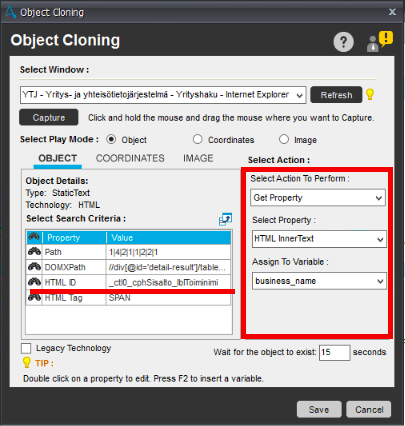 Object Cloning
Object Cloning
Select Window :
YTJ - Yritys- ja yhteisötietojärjestelmä - Yrityshaku - Internet Explorer
Refresh
Capture
Click and hold the mouse and drag the mouse where you want to Capture.
Select Play Mode :
Object
Coordinates
Image
OBJECT
COORDINATES
IMAGE
Object Details:
Type: StaticText
Technology: HTML
Select Search Criteria :
Property Value
Path 1|4|2|1|1|2|2|1
DOMXPath //div[@id='detail-result']/table...
HTML ID _ctl0_cphSisalto_lblToiminimi
HTML Tag SPAN
Select Action :
Select Action To Perform :
Get Property
Select Property :
HTML InnerText
Assign To Variable :
business_name
Legacy Technology
Wait for the object to exist: 15 seconds
TIP :
Double click on a property to edit. Press F2 to insert a variable.
Save
Cancel